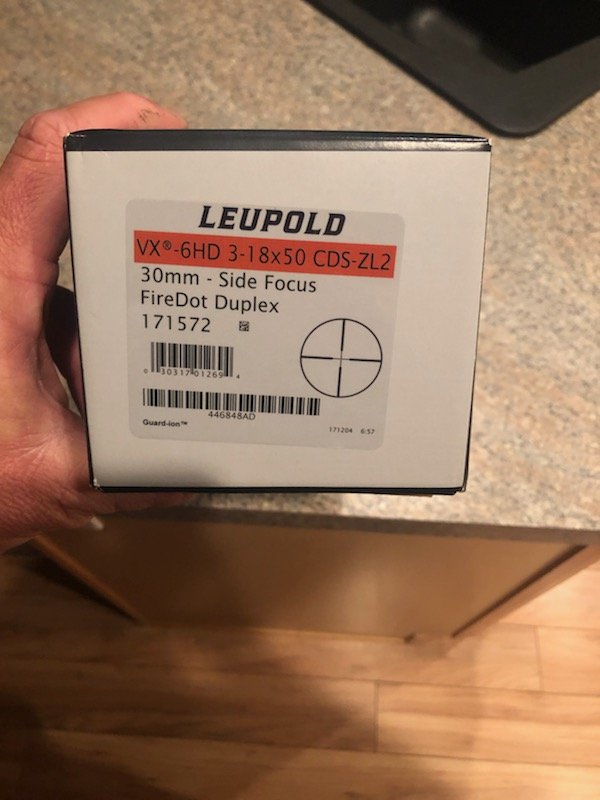 LEUPOLD
VX®-6HD 3-18x50 CDS-ZL2
30mm - Side Focus
FireDot Duplex
171572
0 30317 01269 4
446848AD
Guard-ion™
171204 6:57